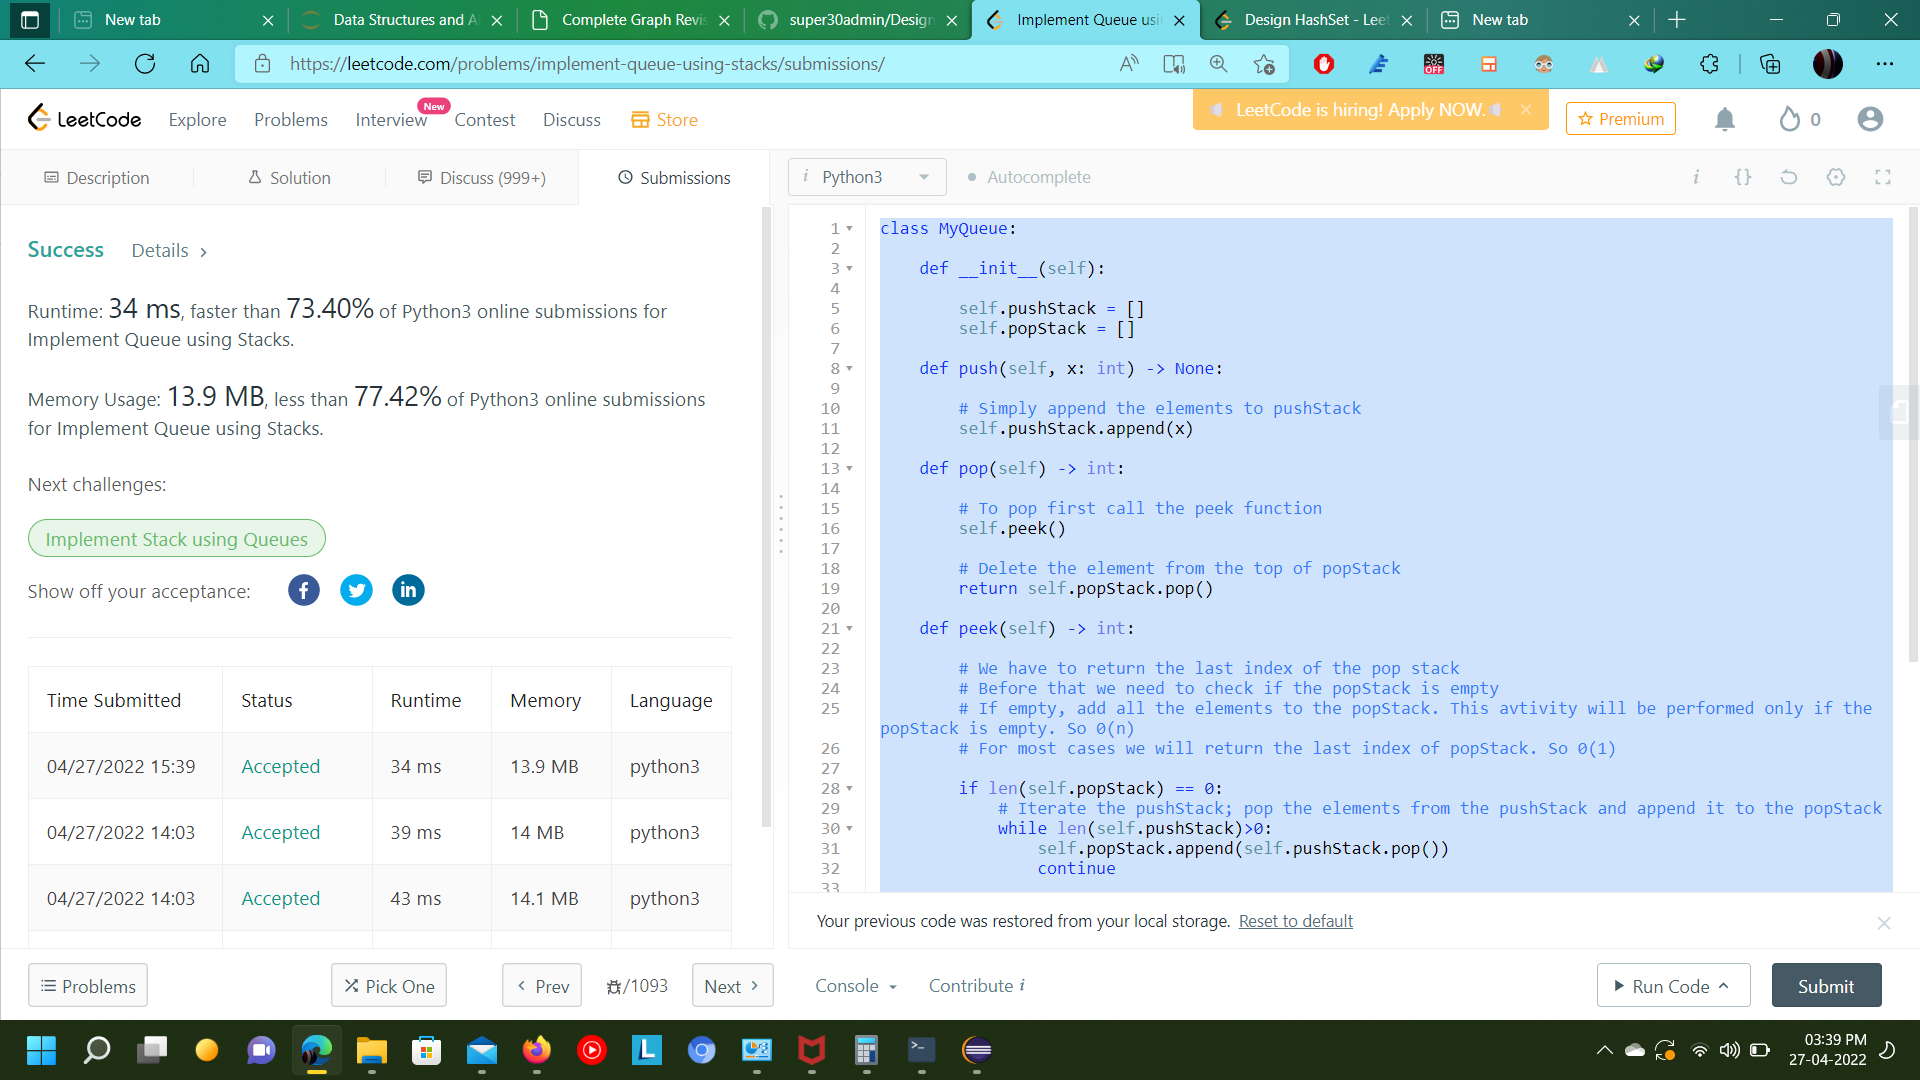 New tab
Data Structures and Al
Complete Graph Revis
super30admin/Design
Implement Queue usi
Design HashSet - Leet
New tab
https://leetcode.com/problems/implement-queue-using-stacks/submissions/
OFF
LeetCode
Explore
Problems
Interview
New
Contest
Discuss
Store
LeetCode is hiring! Apply NOW.
Premium
0
Description
Solution
Discuss (999+)
Submissions
i Python3
Autocomplete
Success
Details >
Runtime: 34 ms, faster than 73.40% of Python3 online submissions for
Implement Queue using Stacks.
Memory Usage: 13.9 MB, less than 77.42% of Python3 online submissions
for Implement Queue using Stacks.
Next challenges:
Implement Stack using Queues
Show off your acceptance:
Time Submitted Status Runtime Memory Language
04/27/2022 15:39 Accepted 34 ms 13.9 MB python3
04/27/2022 14:03 Accepted 39 ms 14 MB python3
04/27/2022 14:03 Accepted 43 ms 14.1 MB python3
1 class MyQueue:
2
3 def __init__(self):
4
5 self.pushStack = []
6 self.popStack = []
7
8 def push(self, x: int) -> None:
9
10 # Simply append the elements to pushStack
11 self.pushStack.append(x)
12
13 def pop(self) -> int:
14
15 # To pop first call the peek function
16 self.peek()
17
18 # Delete the element from the top of popStack
19 return self.popStack.pop()
20
21 def peek(self) -> int:
22
23 # We have to return the last index of the pop stack
24 # Before that we need to check if the popStack is empty
25 # If empty, add all the elements to the popStack. This avtivity will be performed only if the
popStack is empty. So 0(n)
26 # For most cases we will return the last index of popStack. So 0(1)
27
28 if len(self.popStack) == 0:
29 # Iterate the pushStack; pop the elements from the pushStack and append it to the popStack
30 while len(self.pushStack)>0:
31 self.popStack.append(self.pushStack.pop())
32 continue
33
Your previous code was restored from your local storage. Reset to default
Problems
Pick One
< Prev
/1093
Next >
Console
Contribute i
Run Code
Submit
03:39 PM
27-04-2022